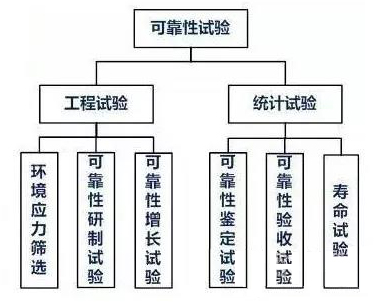 可靠性试验
工程试验
统计试验
环境应力筛选
可靠性研制试验
可靠性增长试验
可靠性鉴定试验
可靠性验收试验
寿命试验